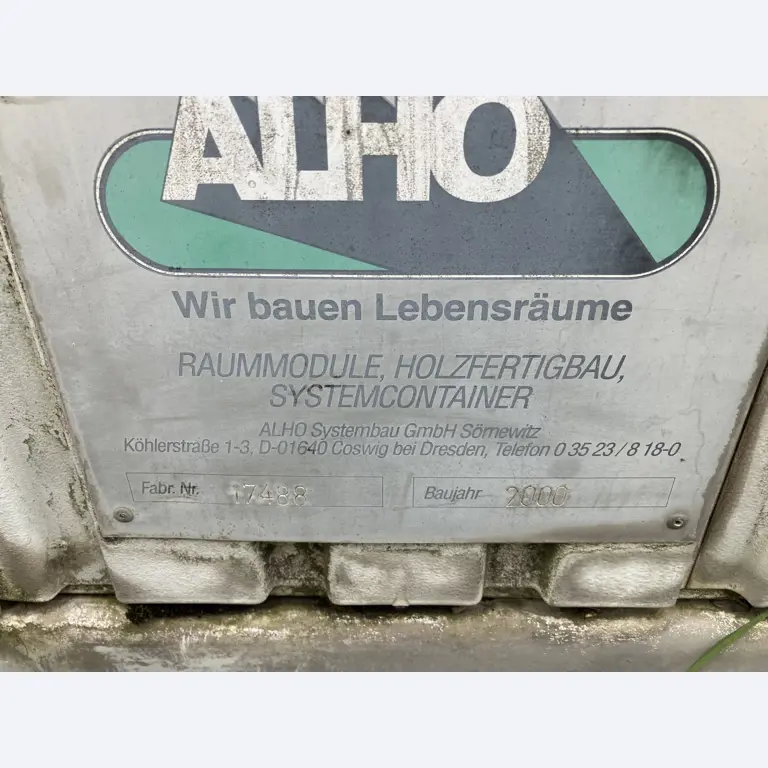 ALHO
Wir bauen Lebensräume
RAUMMODULE, HOLZFERTIGBAU,
SYSTEMCONTAINER
ALHO Systembau GmbH Sörnewitz
Köhlerstraße 1-3, D-01640 Coswig bei Dresden, Telefon 0 35 23 / 8 18-0
Fabr. Nr. 17488 Baujahr 2000